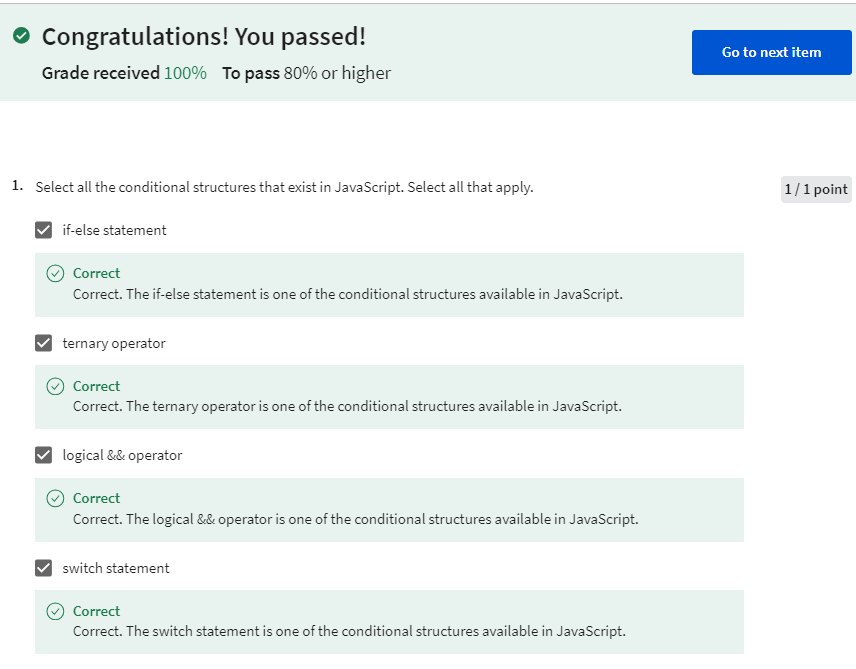 Congratulations! You passed!
Go to next item
Grade received 100% To pass 80% or higher
1. Select all the conditional structures that exist in JavaScript. Select all that apply.
1 / 1 point
if-else statement
Correct
Correct. The if-else statement is one of the conditional structures available in JavaScript.
ternary operator
Correct
Correct. The ternary operator is one of the conditional structures available in JavaScript.
logical && operator
Correct
Correct. The logical && operator is one of the conditional structures available in JavaScript.
switch statement
Correct
Correct. The switch statement is one of the conditional structures available in JavaScript.